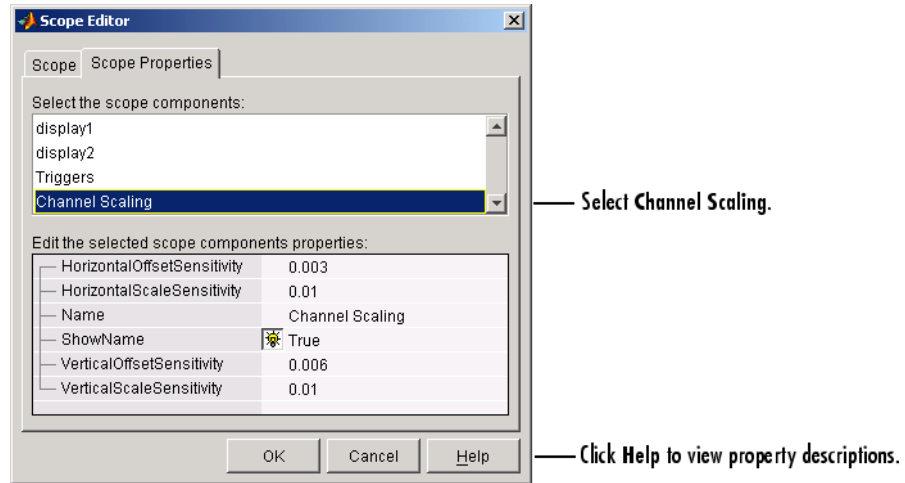 Scope Editor
Scope Scope Properties
Select the scope components:
display1
display2
Triggers
Channel Scaling
Select Channel Scaling.
Edit the selected scope components properties:
HorizontalOffsetSensitivity 0.003
HorizontalScaleSensitivity 0.01
Name Channel Scaling
ShowName True
VerticalOffsetSensitivity 0.006
VerticalScaleSensitivity 0.01
OK Cancel Help
Click Help to view property descriptions.